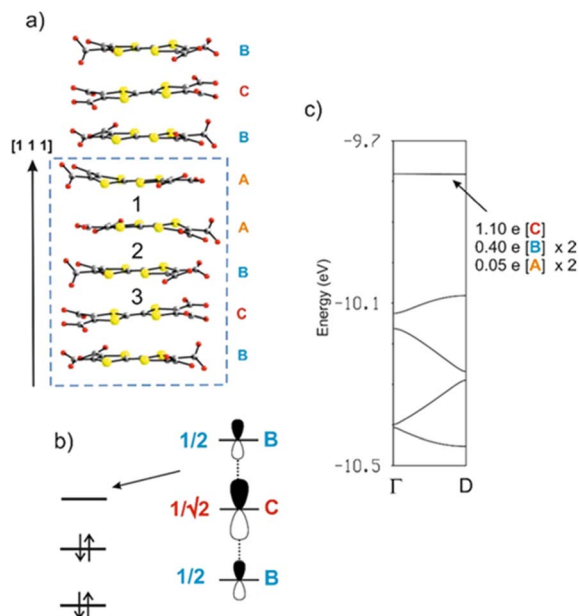 a)
B
C
B
[1 1 1]
A
1
A
2
B
3
C
B
b)
1/2 B
1/√2 C
1/2 B
c)
-9.7
1.10 e [C]
0.40 e [B] x 2
0.05 e [A] x 2
-10.1
Energy (eV)
-10.5
Γ D